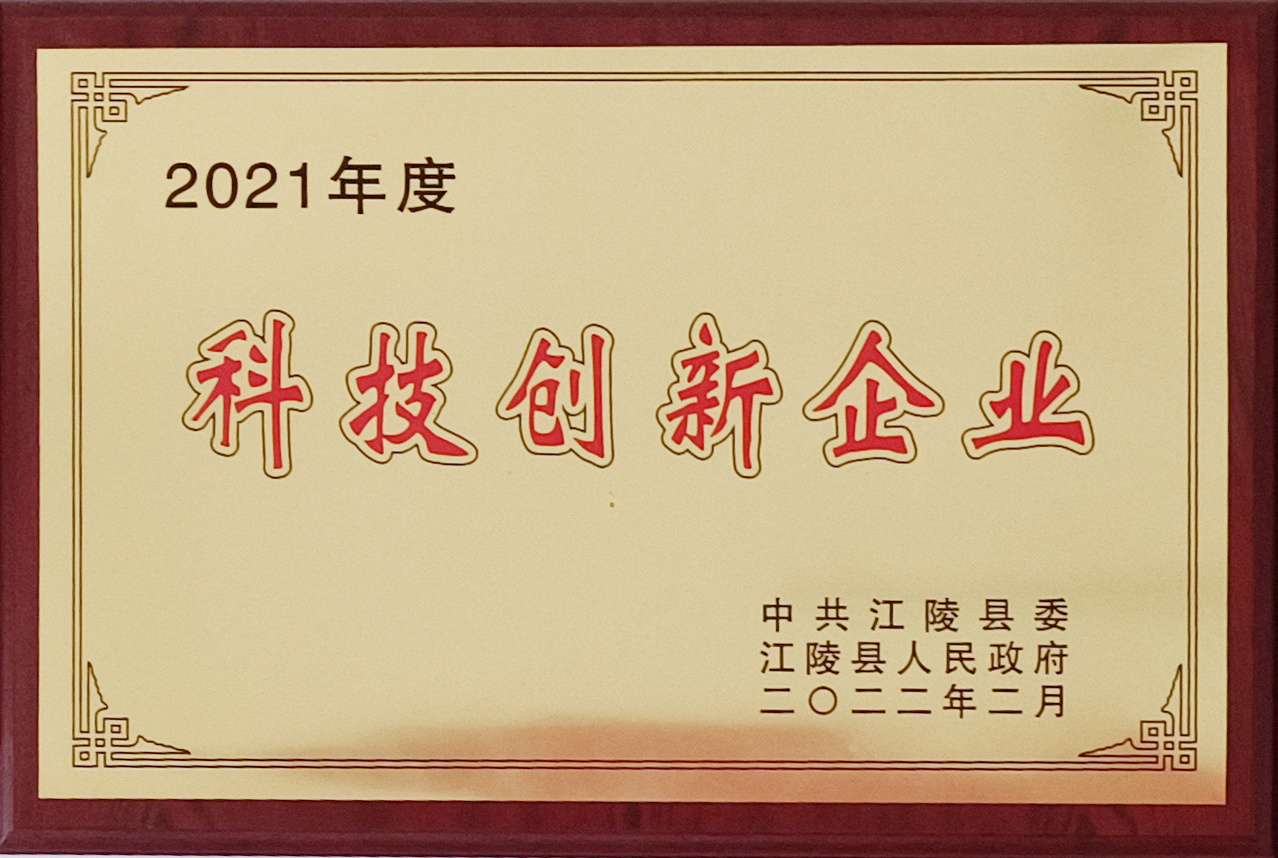 2021年度
科技创新企业
中共江陵县委
江陵县人民政府
二〇二二年二月